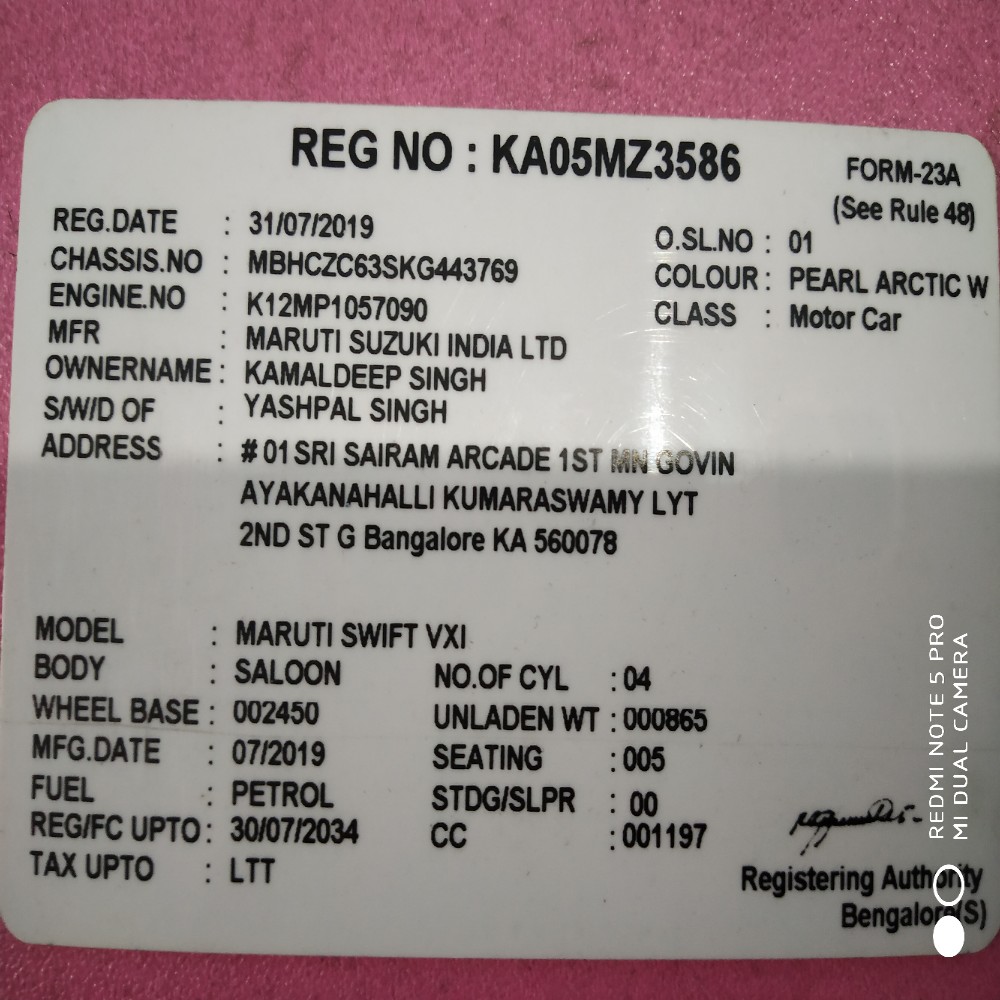 REG NO : KA05MZ3586
FORM-23A
(See Rule 48)
REG.DATE : 31/07/2019
O.SL.NO : 01
CHASSIS.NO : MBHCZC63SKG443769
COLOUR : PEARL ARCTIC W
ENGINE.NO : K12MP1057090
CLASS : Motor Car
MFR : MARUTI SUZUKI INDIA LTD
OWNERNAME : KAMALDEEP SINGH
S/W/D OF : YASHPAL SINGH
ADDRESS : # 01 SRI SAIRAM ARCADE 1ST MN GOVIN
AYAKANAHALLI KUMARASWAMY LYT
2ND ST G Bangalore KA 560078
MODEL : MARUTI SWIFT VXI
BODY : SALOON NO.OF CYL : 04
WHEEL BASE : 002450 UNLADEN WT : 000865
MFG.DATE : 07/2019 SEATING : 005
FUEL : PETROL STDG/SLPR : 00
REG/FC UPTO : 30/07/2034 CC : 001197
TAX UPTO : LTT
Registering Authority
Bengalore(S)
REDMI NOTE 5 PRO
MI DUAL CAMERA